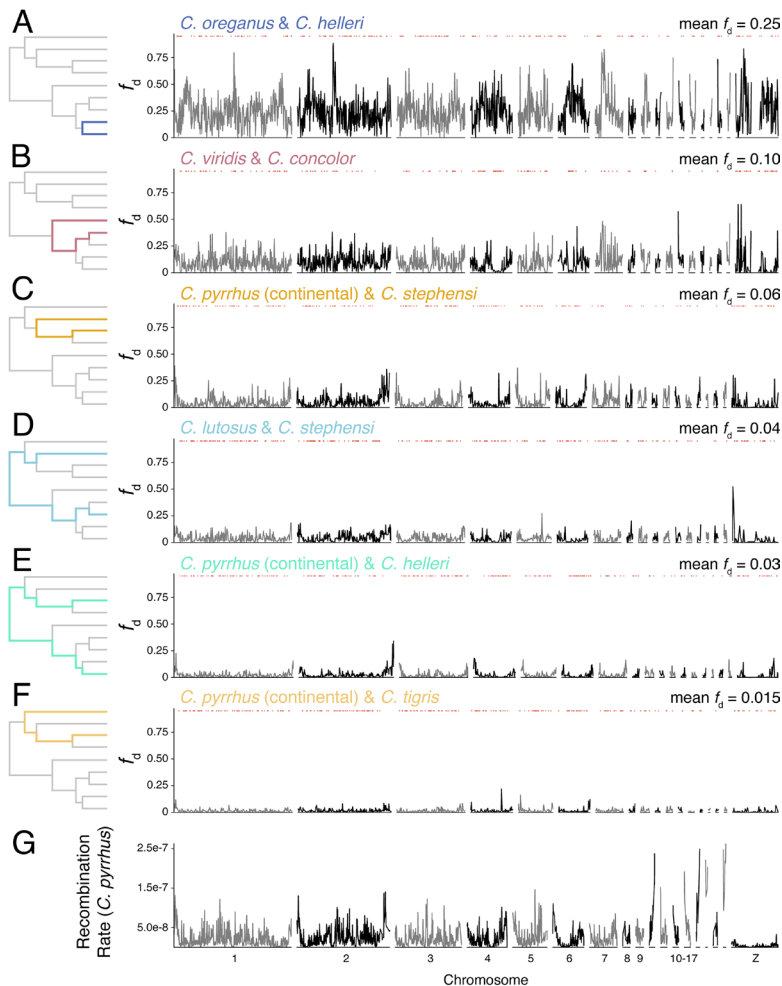 A
C. oreganus & C. helleri
mean fd = 0.25
fd
0.75
0.50
0.25
0
B
C. viridis & C. concolor
mean fd = 0.10
fd
0.75
0.50
0.25
0
C
C. pyrrhus (continental) & C. stephensi
mean fd = 0.06
fd
0.75
0.50
0.25
0
D
C. lutosus & C. stephensi
mean fd = 0.04
fd
0.75
0.50
0.25
0
E
C. pyrrhus (continental) & C. helleri
mean fd = 0.03
fd
0.75
0.50
0.25
0
F
C. pyrrhus (continental) & C. tigris
mean fd = 0.015
fd
0.75
0.50
0.25
0
G
Recombination
Rate (C. pyrrhus)
2.5e-7
1.5e-7
5.0e-8
1 2 3 4 5 6 7 8 9 10-17 Z
Chromosome